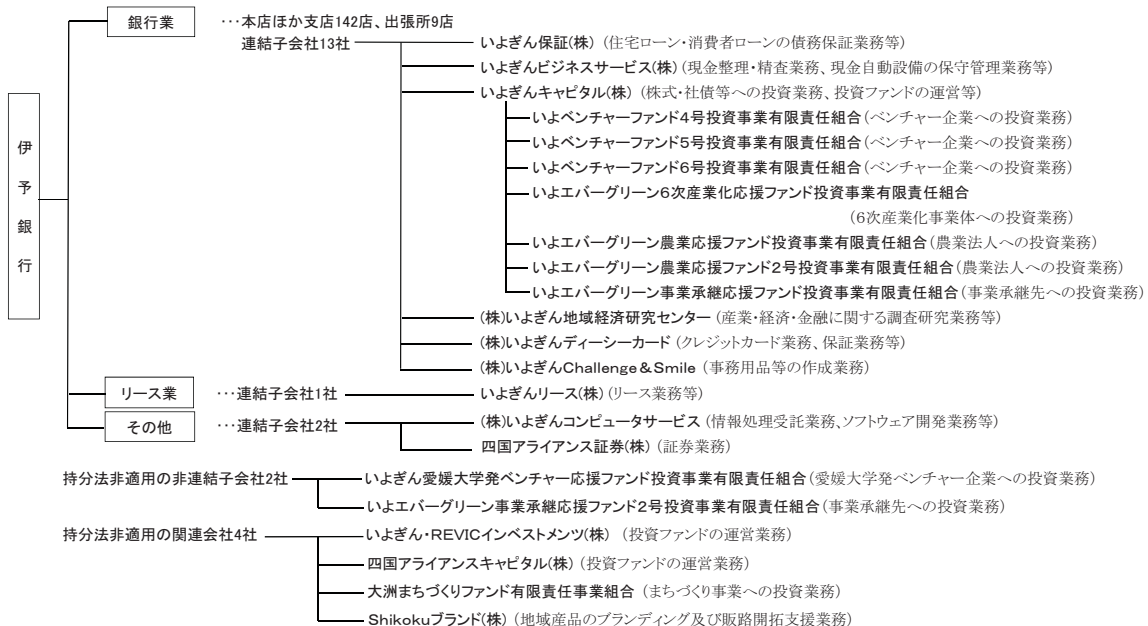 伊予銀行
銀行業 …本店ほか支店142店、出張所9店
連結子会社13社
いよぎん保証(株) (住宅ローン・消費者ローンの債務保証業務等)
いよぎんビジネスサービス(株) (現金整理・精査業務、現金自動設備の保守管理業務等)
いよぎんキャピタル(株) (株式・社債等への投資業務、投資ファンドの運営等)
いよベンチャーファンド4号投資事業有限責任組合(ベンチャー企業への投資業務)
いよベンチャーファンド5号投資事業有限責任組合(ベンチャー企業への投資業務)
いよベンチャーファンド6号投資事業有限責任組合(ベンチャー企業への投資業務)
いよエバーグリーン6次産業化応援ファンド投資事業有限責任組合
(6次産業化事業体への投資業務)
いよエバーグリーン農業応援ファンド投資事業有限責任組合(農業法人への投資業務)
いよエバーグリーン農業応援ファンド2号投資事業有限責任組合(農業法人への投資業務)
いよエバーグリーン事業承継応援ファンド投資事業有限責任組合(事業承継先への投資業務)
(株)いよぎん地域経済研究センター (産業・経済・金融に関する調査研究業務等)
(株)いよぎんディーシーカード (クレジットカード業務、保証業務等)
(株)いよぎんChallenge&Smile (事務用品等の作成業務)
リース業 …連結子会社1社 いよぎんリース(株) (リース業務等)
その他 …連結子会社2社 (株)いよぎんコンピュータサービス (情報処理受託業務、ソフトウェア開発業務等)
四国アライアンス証券(株) (証券業務)
持分法非適用の非連結子会社2社 いよぎん愛媛大学発ベンチャー応援ファンド投資事業有限責任組合(愛媛大学発ベンチャー企業への投資業務)
いよエバーグリーン事業承継応援ファンド2号投資事業有限責任組合(事業承継先への投資業務)
持分法非適用の関連会社4社 いよぎん・REVICインベストメンツ(株) (投資ファンドの運営業務)
四国アライアンスキャピタル(株) (投資ファンドの運営業務)
大洲まちづくりファンド有限責任事業組合 (まちづくり事業への投資業務)
Shikokuブランド(株) (地域産品のブランディング及び販路開拓支援業務)